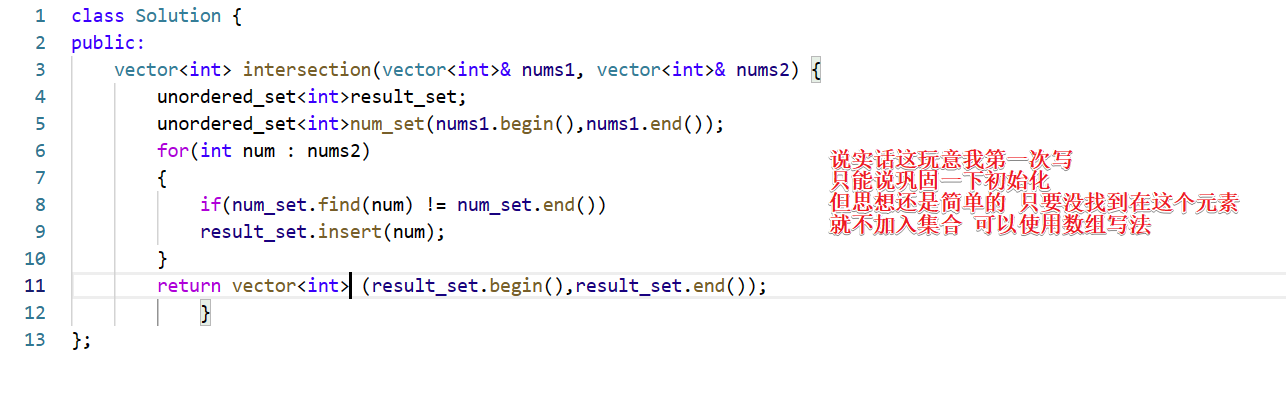 1 class Solution {
2 public:
3 vector<int> intersection(vector<int>& nums1, vector<int>& nums2) {
4 unordered_set<int>result_set;
5 unordered_set<int>num_set(nums1.begin(),nums1.end());
6 for(int num : nums2)
7 {
8 if(num_set.find(num) != num_set.end())
9 result_set.insert(num);
10 }
11 return vector<int> (result_set.begin(),result_set.end());
12 }
13 };
说实话这玩意我第一次写
只能说巩固一下初始化
但思想还是简单的 只要没找到在这个元素
就不加入集合 可以使用数组写法